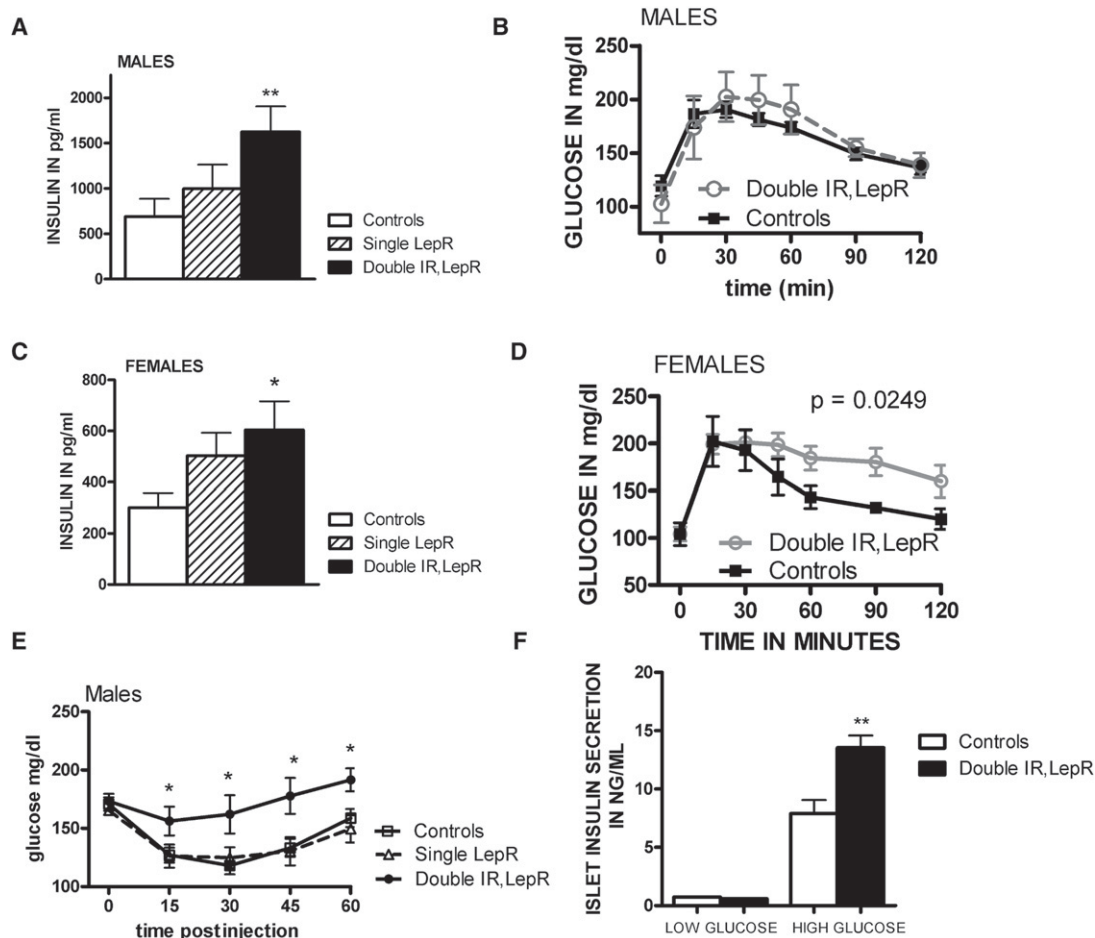 A
MALES
INSULIN IN pg/ml
2000
1500
1000
500
0
**
Controls
Single LepR
Double IR,LepR
B
MALES
GLUCOSE IN mg/dl
250
200
150
100
Double IR,LepR
Controls
0 30 60 90 120
time (min)
C
FEMALES
INSULIN IN pg/ml
800
600
400
200
0
*
Controls
Single LepR
Double IR,LepR
D
FEMALES
GLUCOSE IN mg/dl
250
200
150
100
50
p = 0.0249
Double IR,LepR
Controls
0 30 60 90 120
TIME IN MINUTES
E
Males
glucose mg/dl
250
200
150
100
* * * *
Controls
Single LepR
Double IR,LepR
0 15 30 45 60
time postinjection
F
ISLET INSULIN SECRETION
IN NG/ML
20
15
10
5
0
**
Controls
Double IR,LepR
LOW GLUCOSE HIGH GLUCOSE